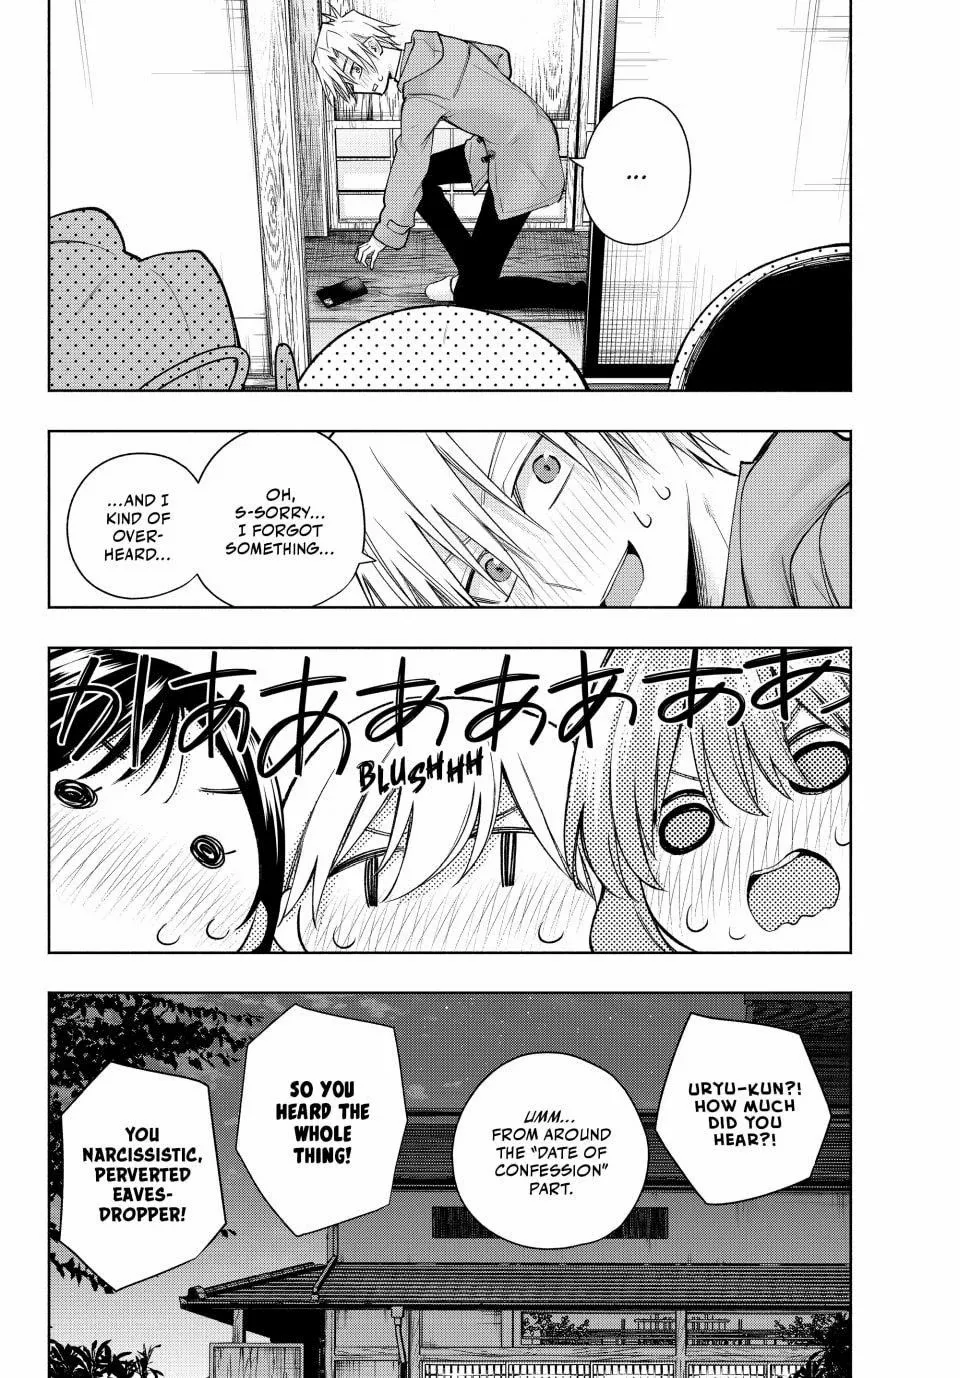 ...
OH,
S-SORRY...
I FORGOT
SOMETHING...
...AND I
KIND OF
OVER-
HEARD...
かぁあああああああ
BLUSHHH
URYU-KUN?!
HOW MUCH
DID YOU
HEAR?!
UMM...
FROM AROUND
THE "DATE OF
CONFESSION"
PART.
SO YOU
HEARD THE
WHOLE
THING!
YOU
NARCISSISTIC,
PERVERTED
EAVES-
DROPPER!